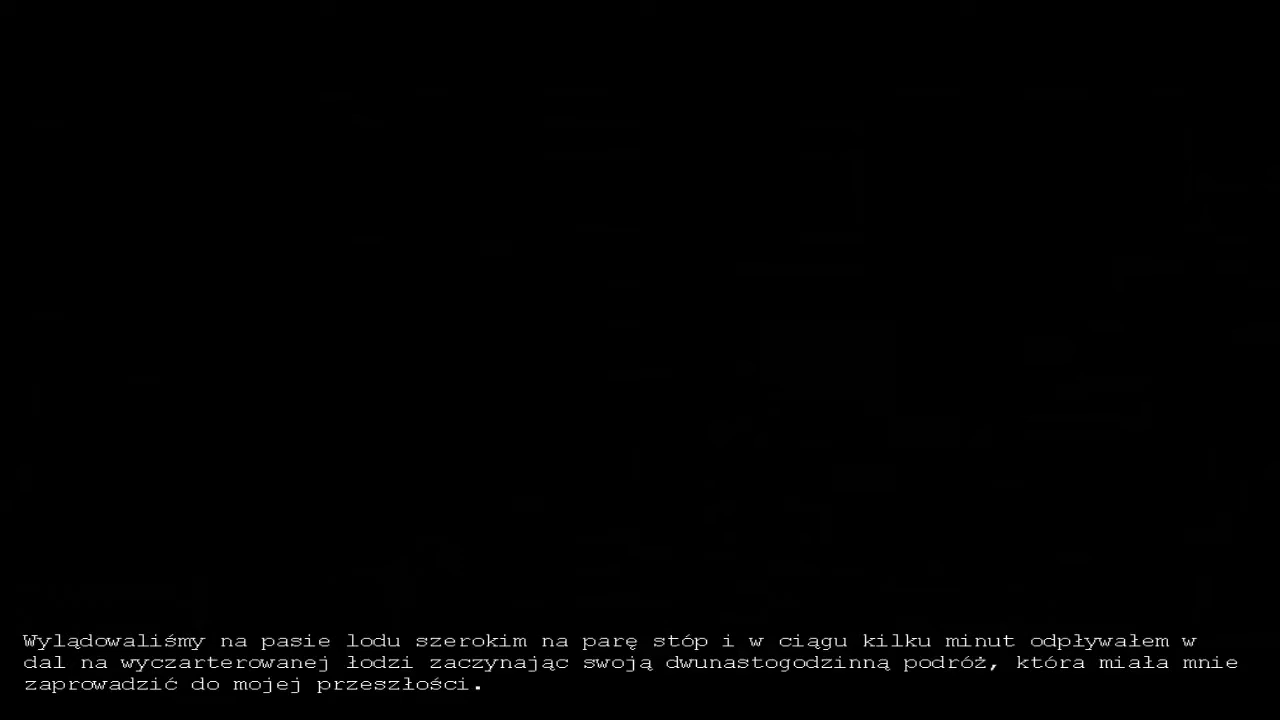 Wylądowaliśmy na pasie lodu szerokim na parę stóp i w ciągu kilku minut odpływałem w
dal na wyczarterowanej łodzi zaczynając swoją dwunastogodzinną podróż, która miała mnie
zaprowadzić do mojej przeszłości.